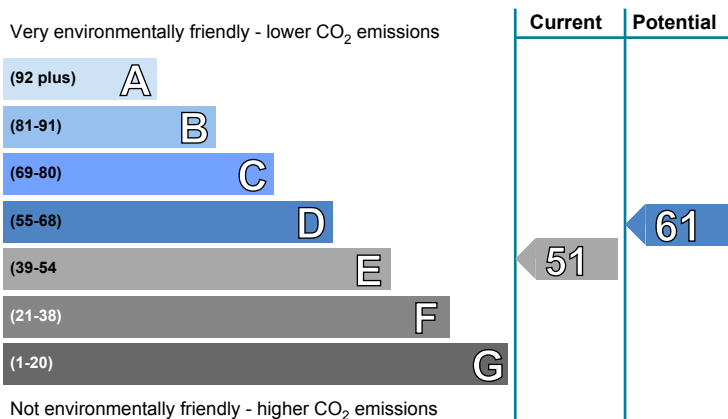 Current Potential
Very environmentally friendly - lower CO2 emissions
(92 plus) A
(81-91) B
(69-80) C
(55-68) D
61
(39-54 E
51
(21-38) F
(1-20) G
Not environmentally friendly - higher CO2 emissions